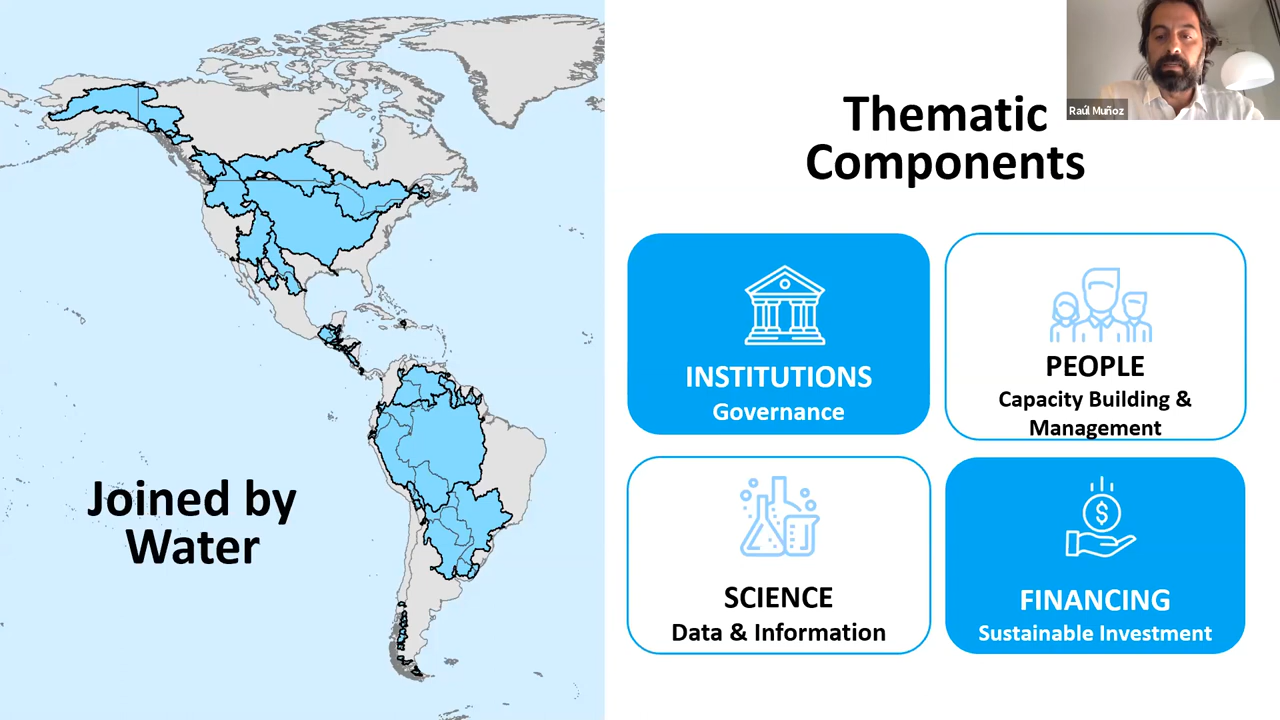 Joined by
Water
Thematic
Components
Raúl Muñoz
INSTITUTIONS
Governance
PEOPLE
Capacity Building &
Management
SCIENCE
Data & Information
$
FINANCING
Sustainable Investment